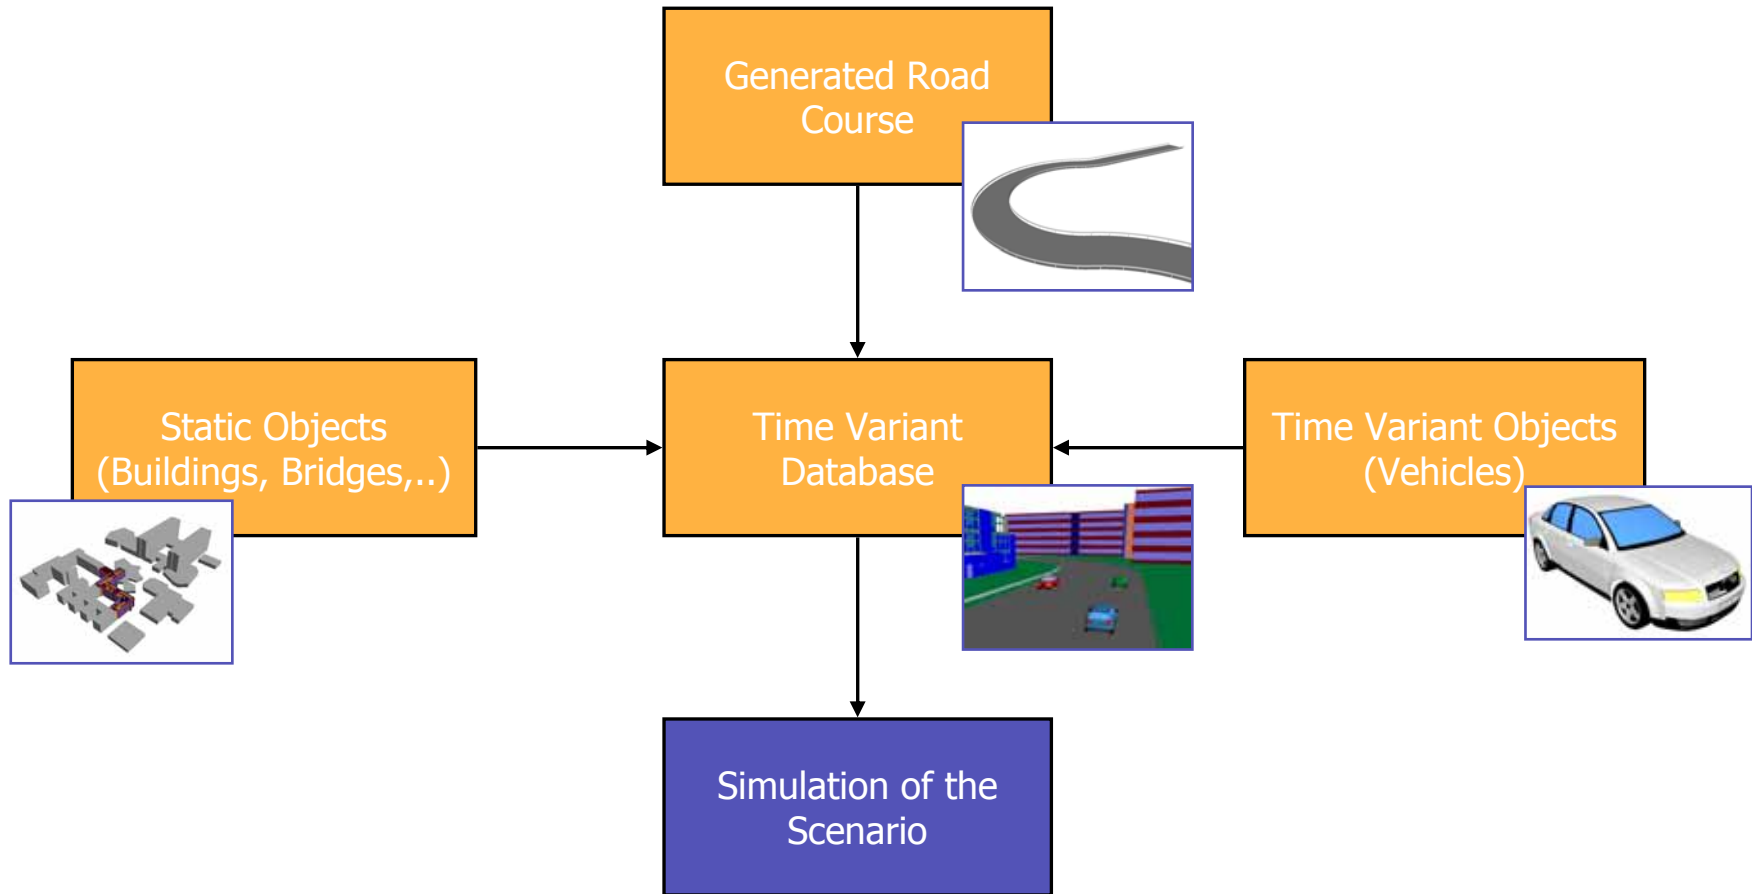 Generated Road
Course
Static Objects
(Buildings, Bridges,..)
Time Variant
Database
Time Variant Objects
(Vehicles)
Simulation of the
Scenario